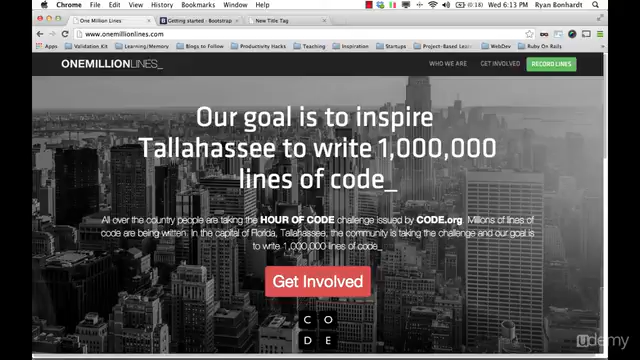 Chrome File Edit View History Bookmarks Window Help
(0:18) Wed 6:13 PM Ryan Bonhardt
One Million Lines
Getting started · Bootstrap
New Title Tag
www.onemillionlines.com
Apps Validation Kit Learning/Memory Blogs to Follow Productivity Hacks Teaching Inspiration Startups Project-Based Lear WebDev Ruby On Rails
ONEMILLIONLINES_
WHO WE ARE GET INVOLVED RECORD LINES
Our goal is to inspire
Tallahassee to write 1,000,000
lines of code_
All over the country people are taking the HOUR OF CODE challenge issued by CODE.org. Millions of lines of
code are being written. In the capital of Florida, Tallahassee, the community is taking the challenge and our goal is
to write 1,000,000 lines of code_
Get Involved
C O
D E
udemy